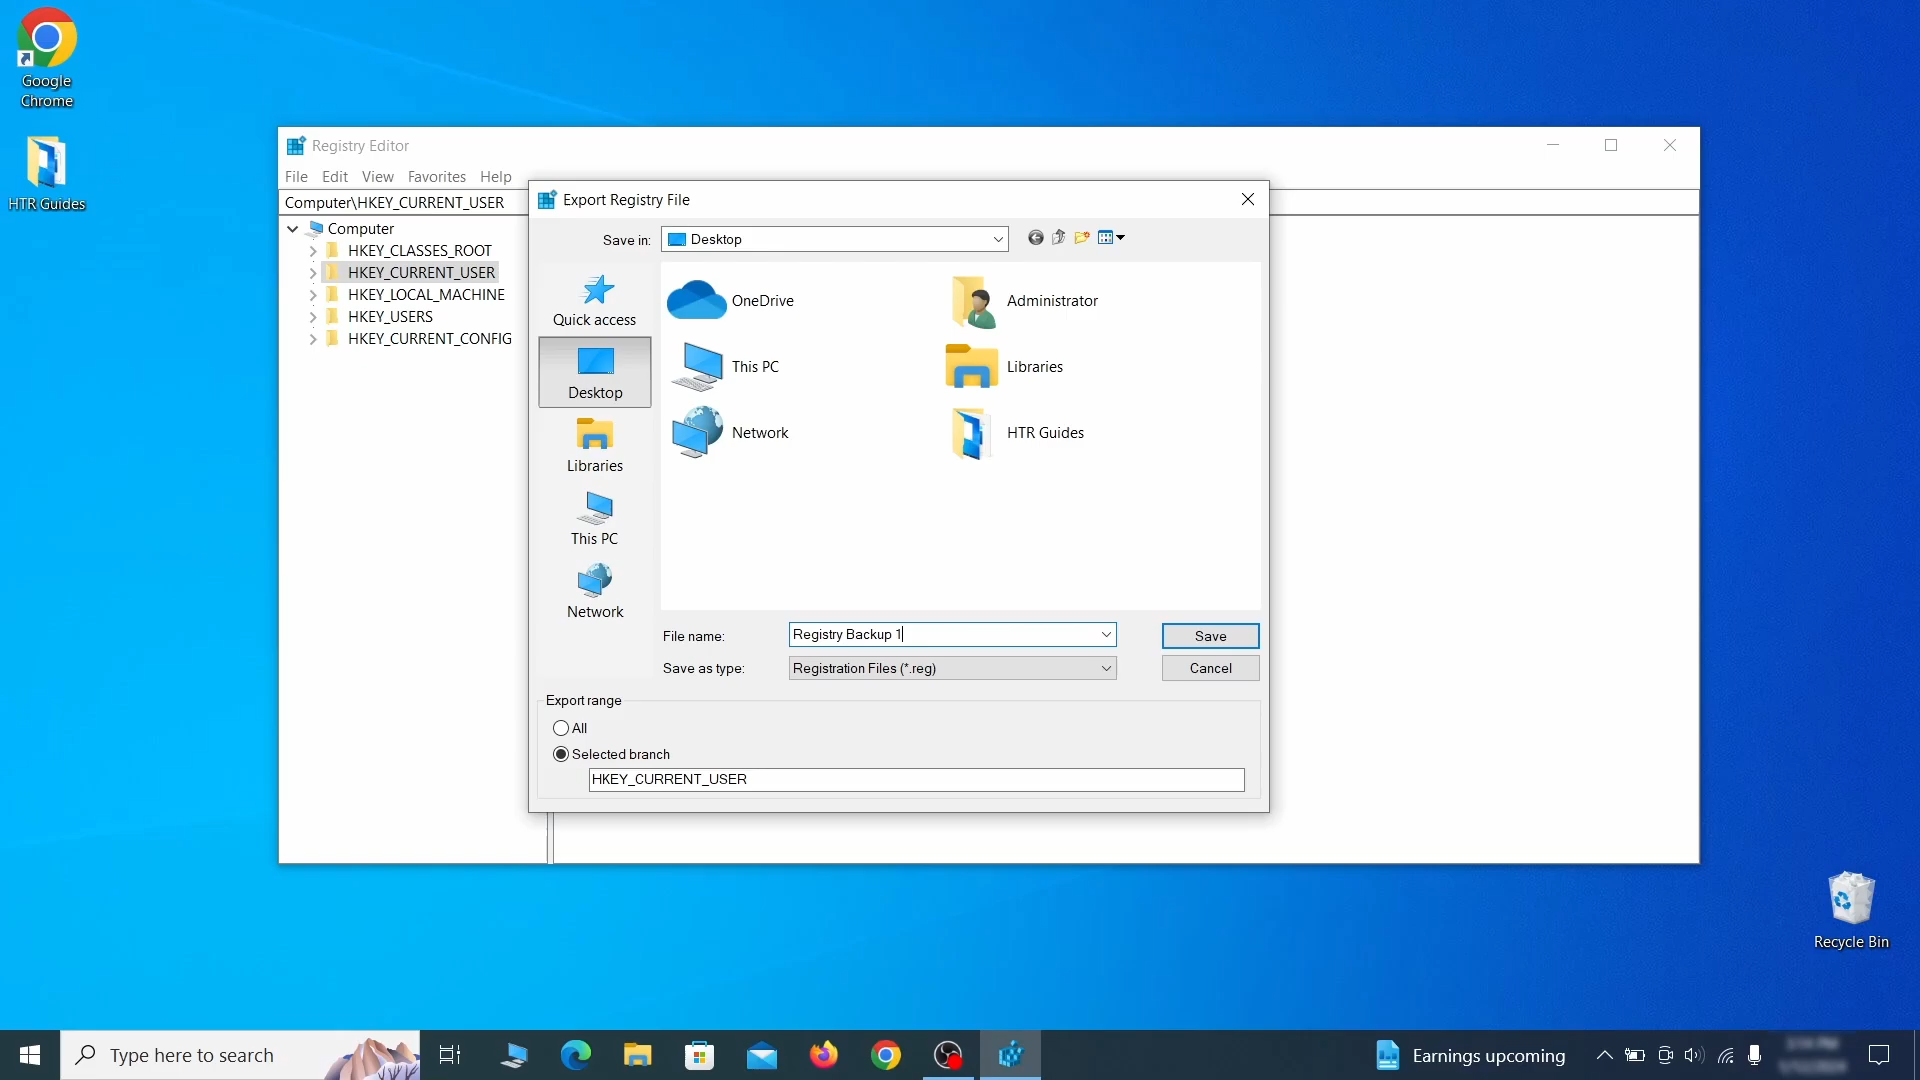 Google
Chrome
HTR Guides
Registry Editor
File Edit View Favorites Help
Computer\HKEY_CURRENT_USER
Computer
HKEY_CLASSES_ROOT
HKEY_CURRENT_USER
HKEY_LOCAL_MACHINE
HKEY_USERS
HKEY_CURRENT_CONFIG
Export Registry File
Save in: Desktop
Quick access
Desktop
Libraries
This PC
Network
OneDrive
Administrator
This PC
Libraries
Network
HTR Guides
File name: Registry Backup 1
Save
Save as type: Registration Files (*.reg)
Cancel
Export range
All
Selected branch
HKEY_CURRENT_USER
Recycle Bin
Type here to search
Earnings upcoming